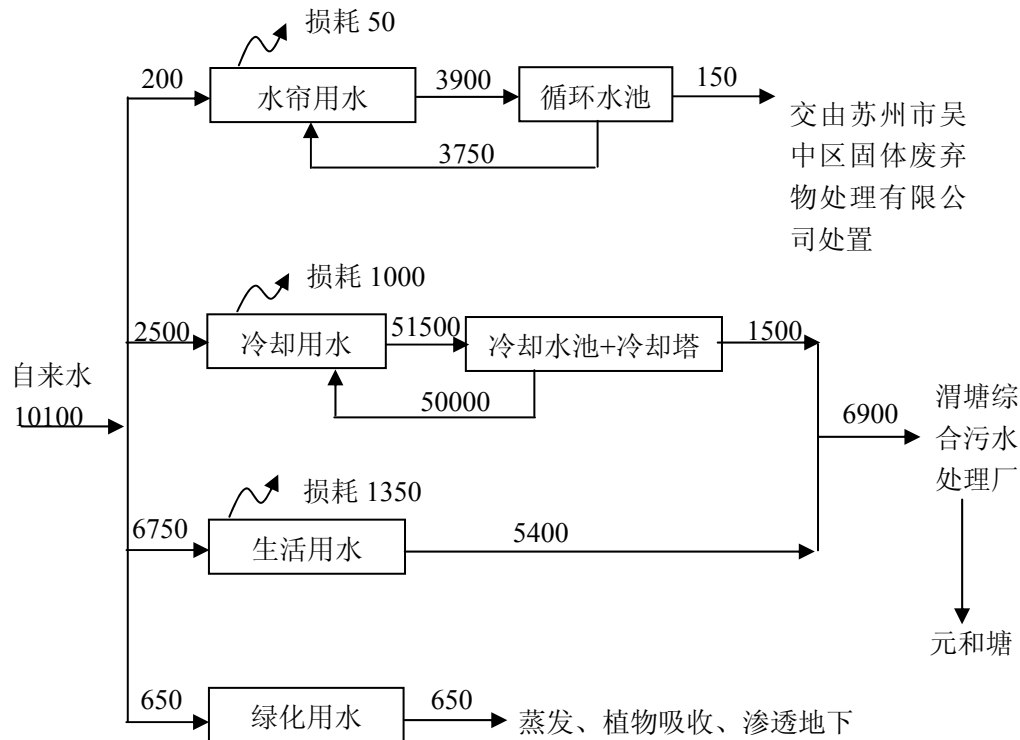 损耗 50
200
水帘用水
3900
循环水池
150
3750
交由苏州市吴
中区固体废弃
物处理有限公
司处置
损耗 1000
2500
冷却用水
51500
冷却水池+冷却塔
1500
50000
自来水
10100
6900
渭塘综
合污水
处理厂
损耗 1350
6750
生活用水
5400
元和塘
650
绿化用水
650
蒸发、植物吸收、渗透地下